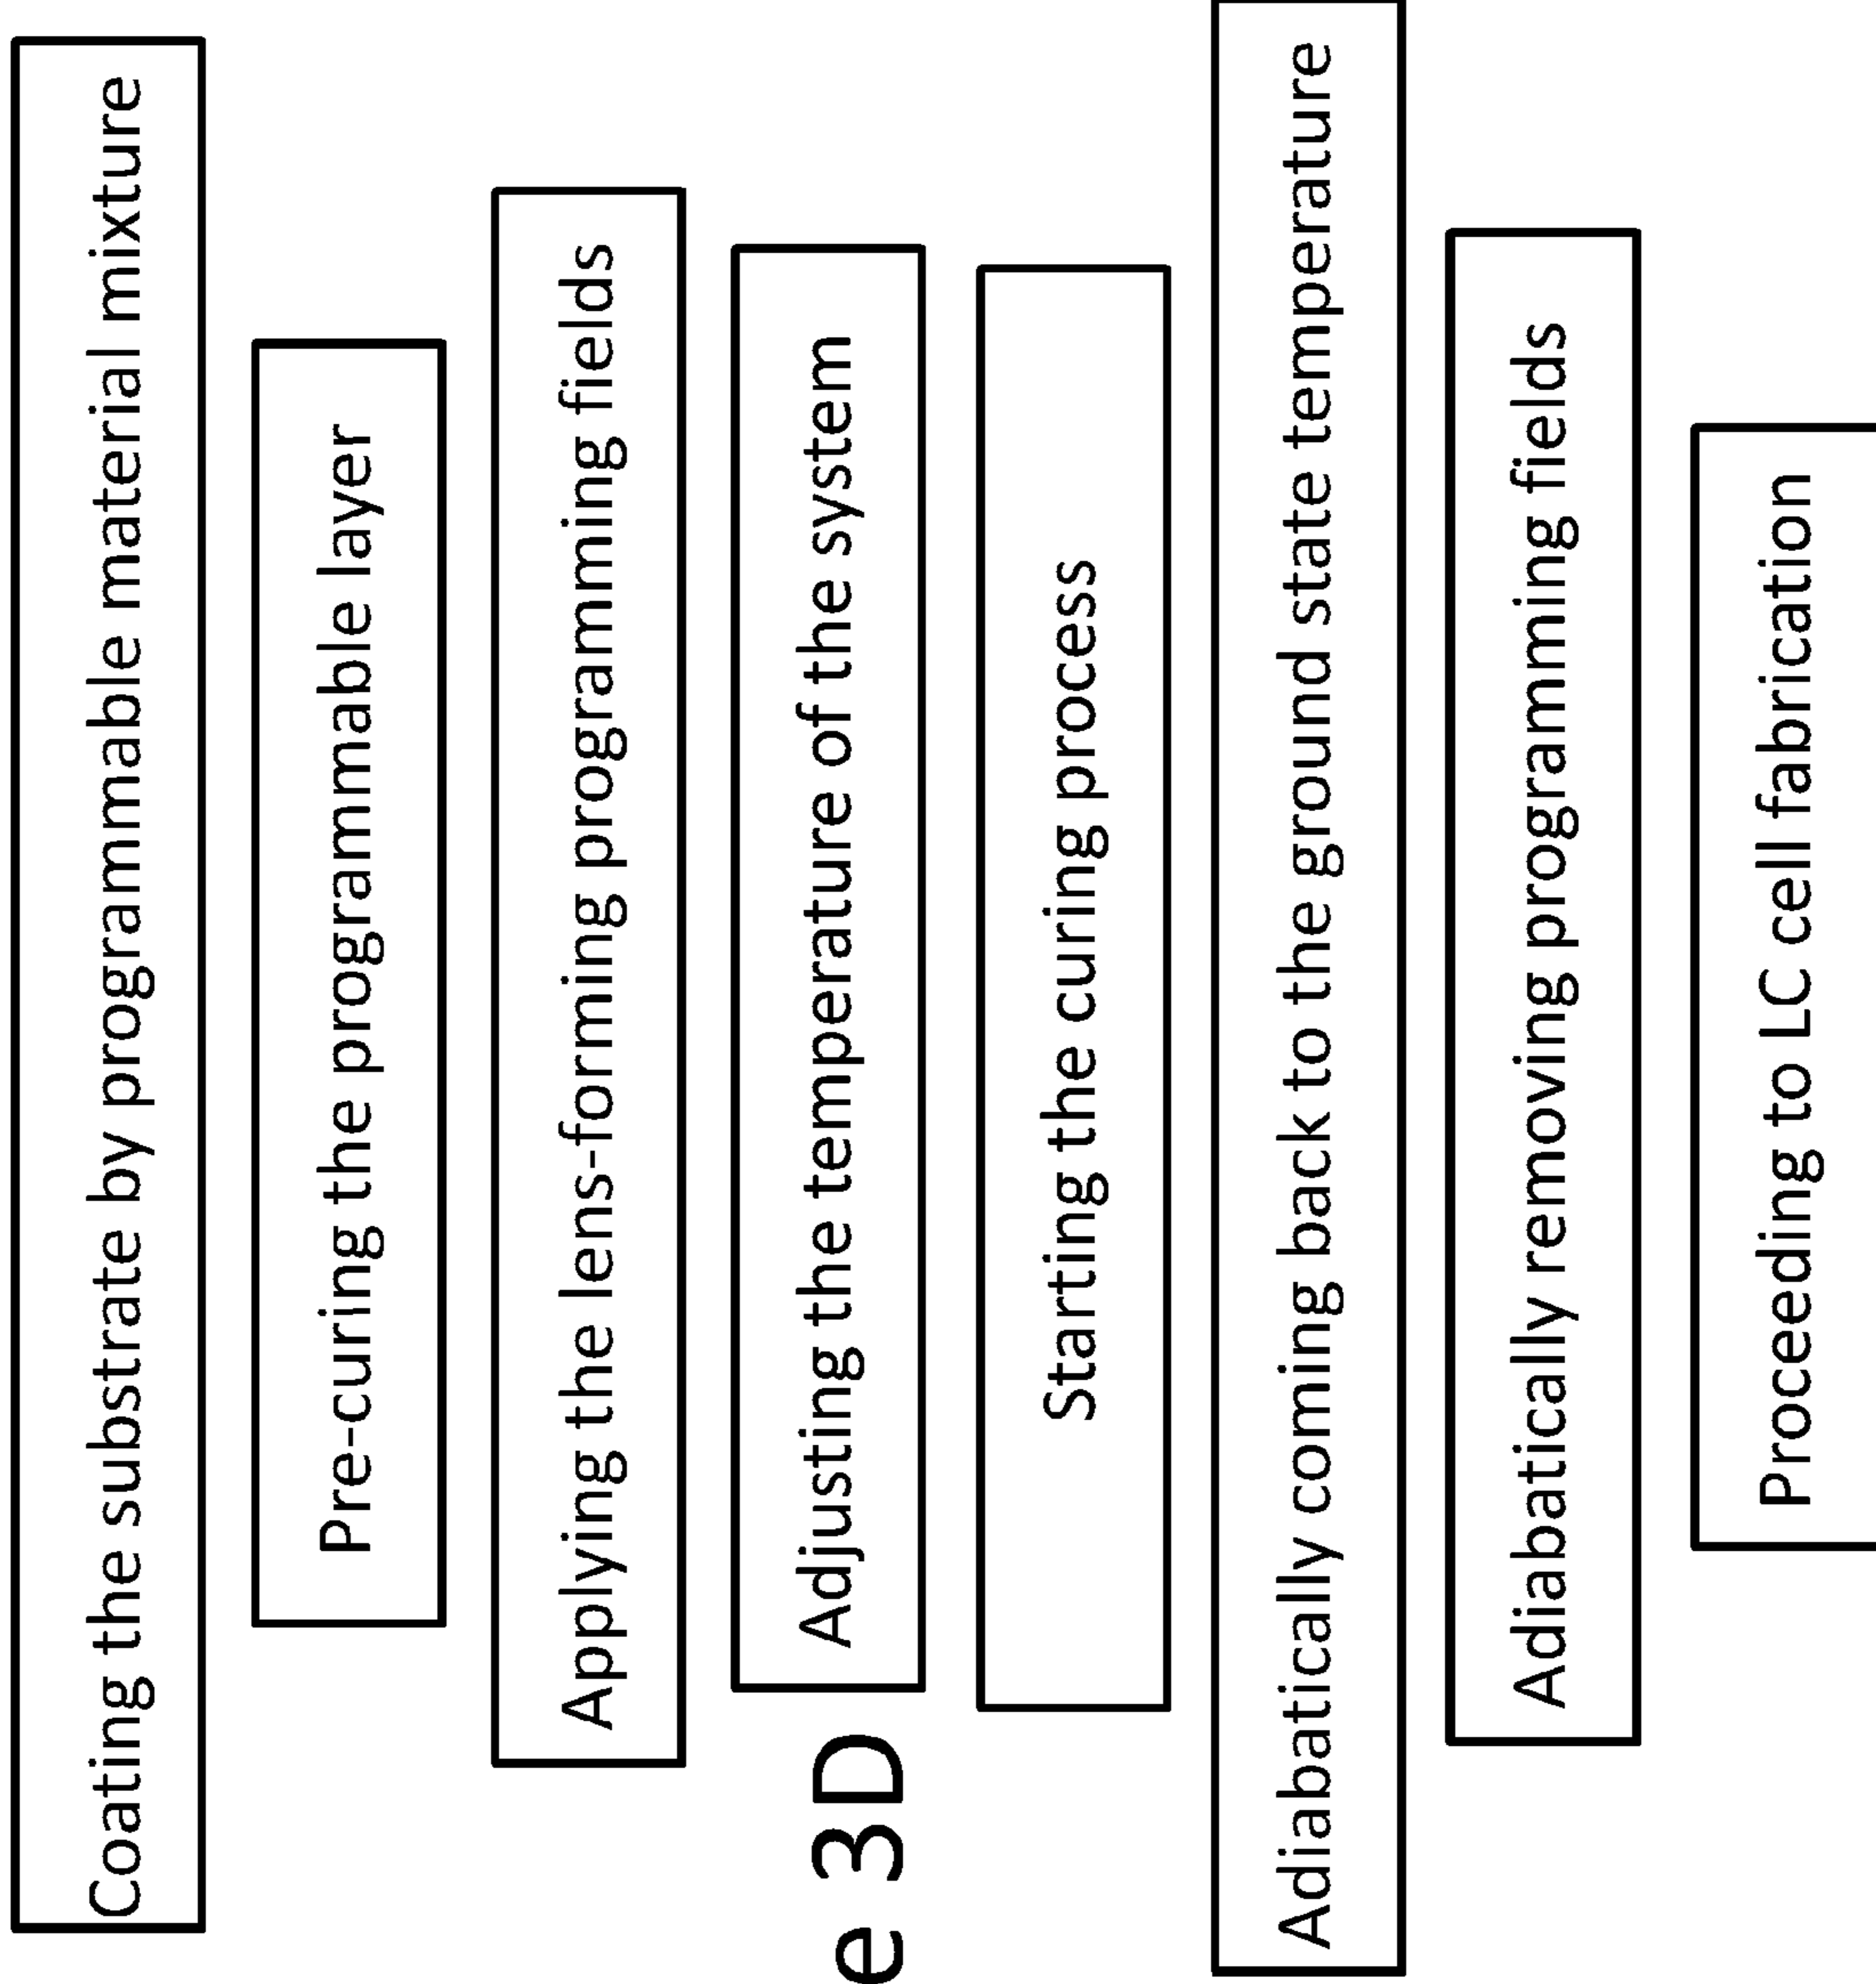 Coating the substrate by programmable material mixture
Pre-curing the programmable layer
Applying the lens-forming programming fields
Adjusting the temperature of the system
e 3D
Starting the curing process
Adiabatically coming back to the ground state temperature
Adiabatically removing programming fields
Proceeding to LC cell fabrication